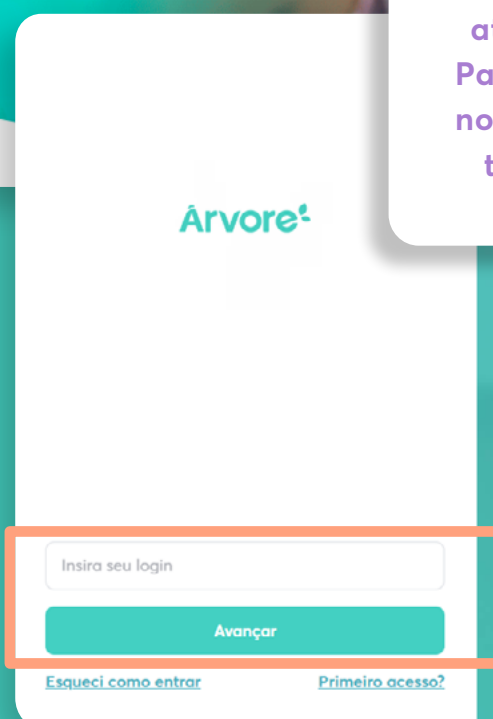 Árvore
Insira seu login
Avançar
Esqueci como entrar
Primeiro acesso?